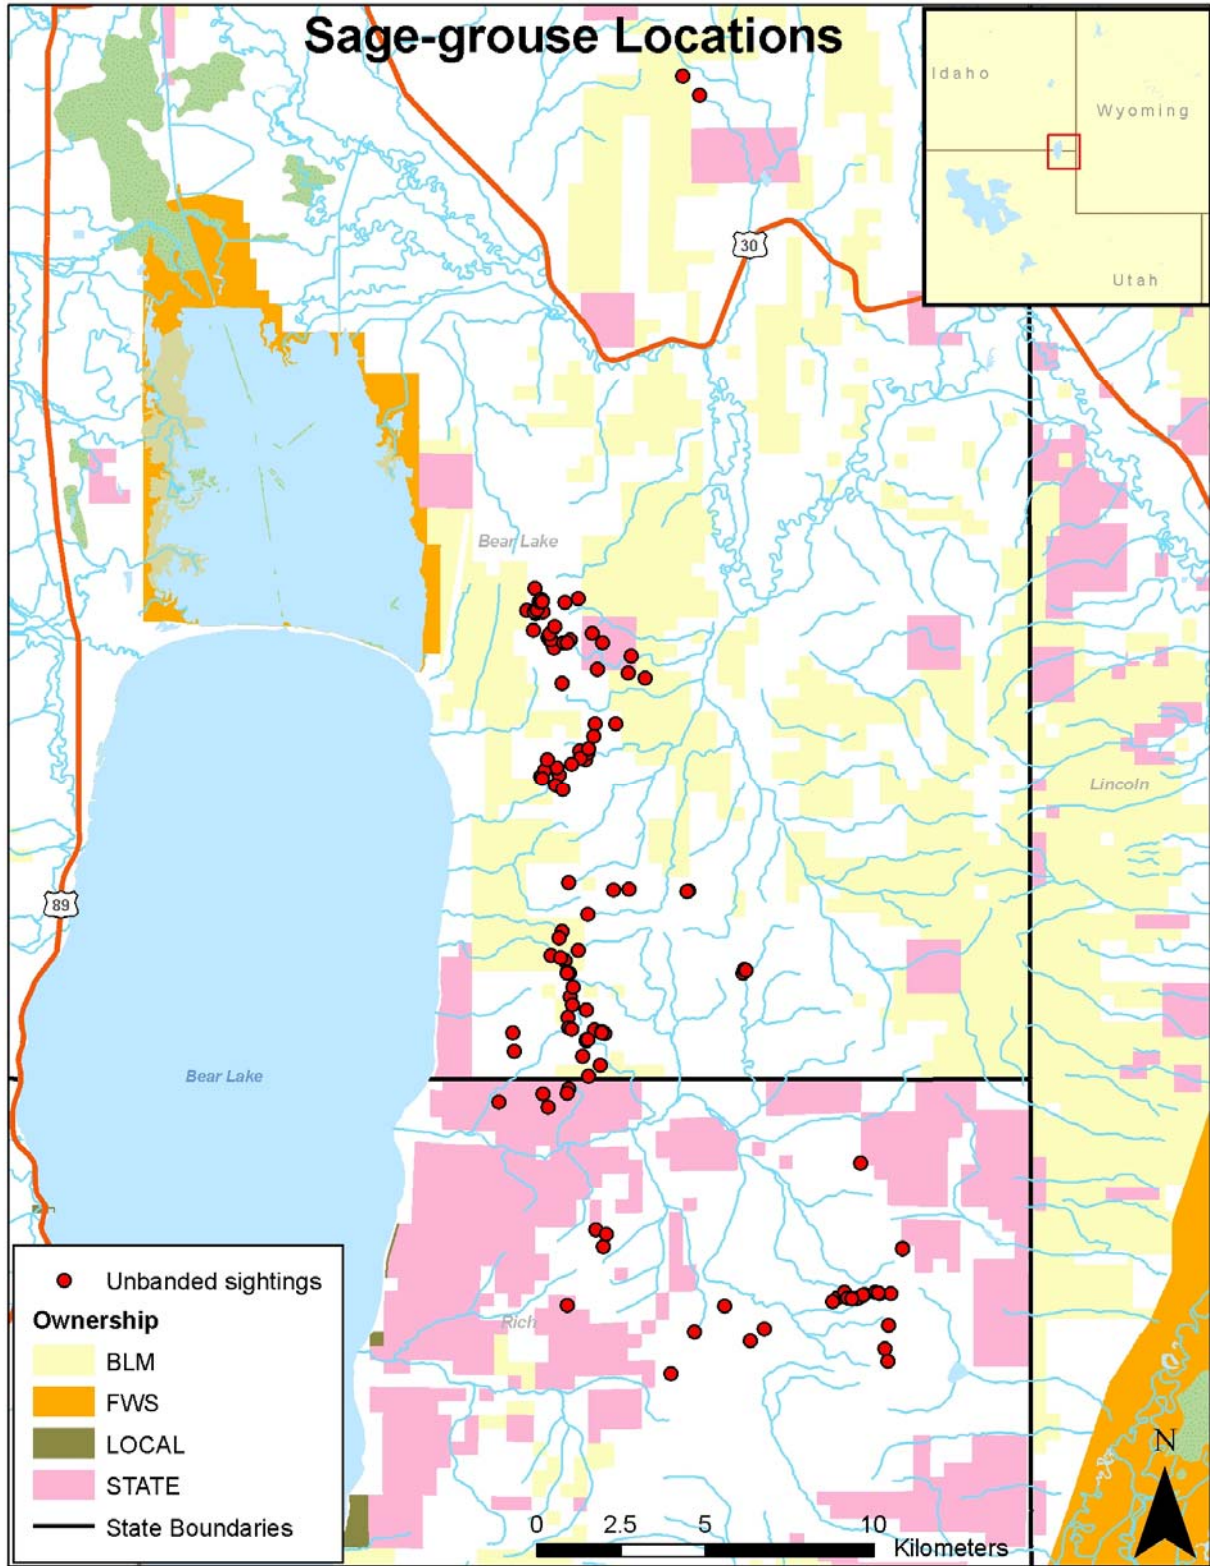 Sage-grouse Locations
Idaho
Wyoming
Utah
30
Bear Lake
Lincoln
89
Bear Lake
Rich
Unbanded sightings
Ownership
BLM
FWS
LOCAL
STATE
State Boundaries
N
0 2.5 5 10
Kilometers